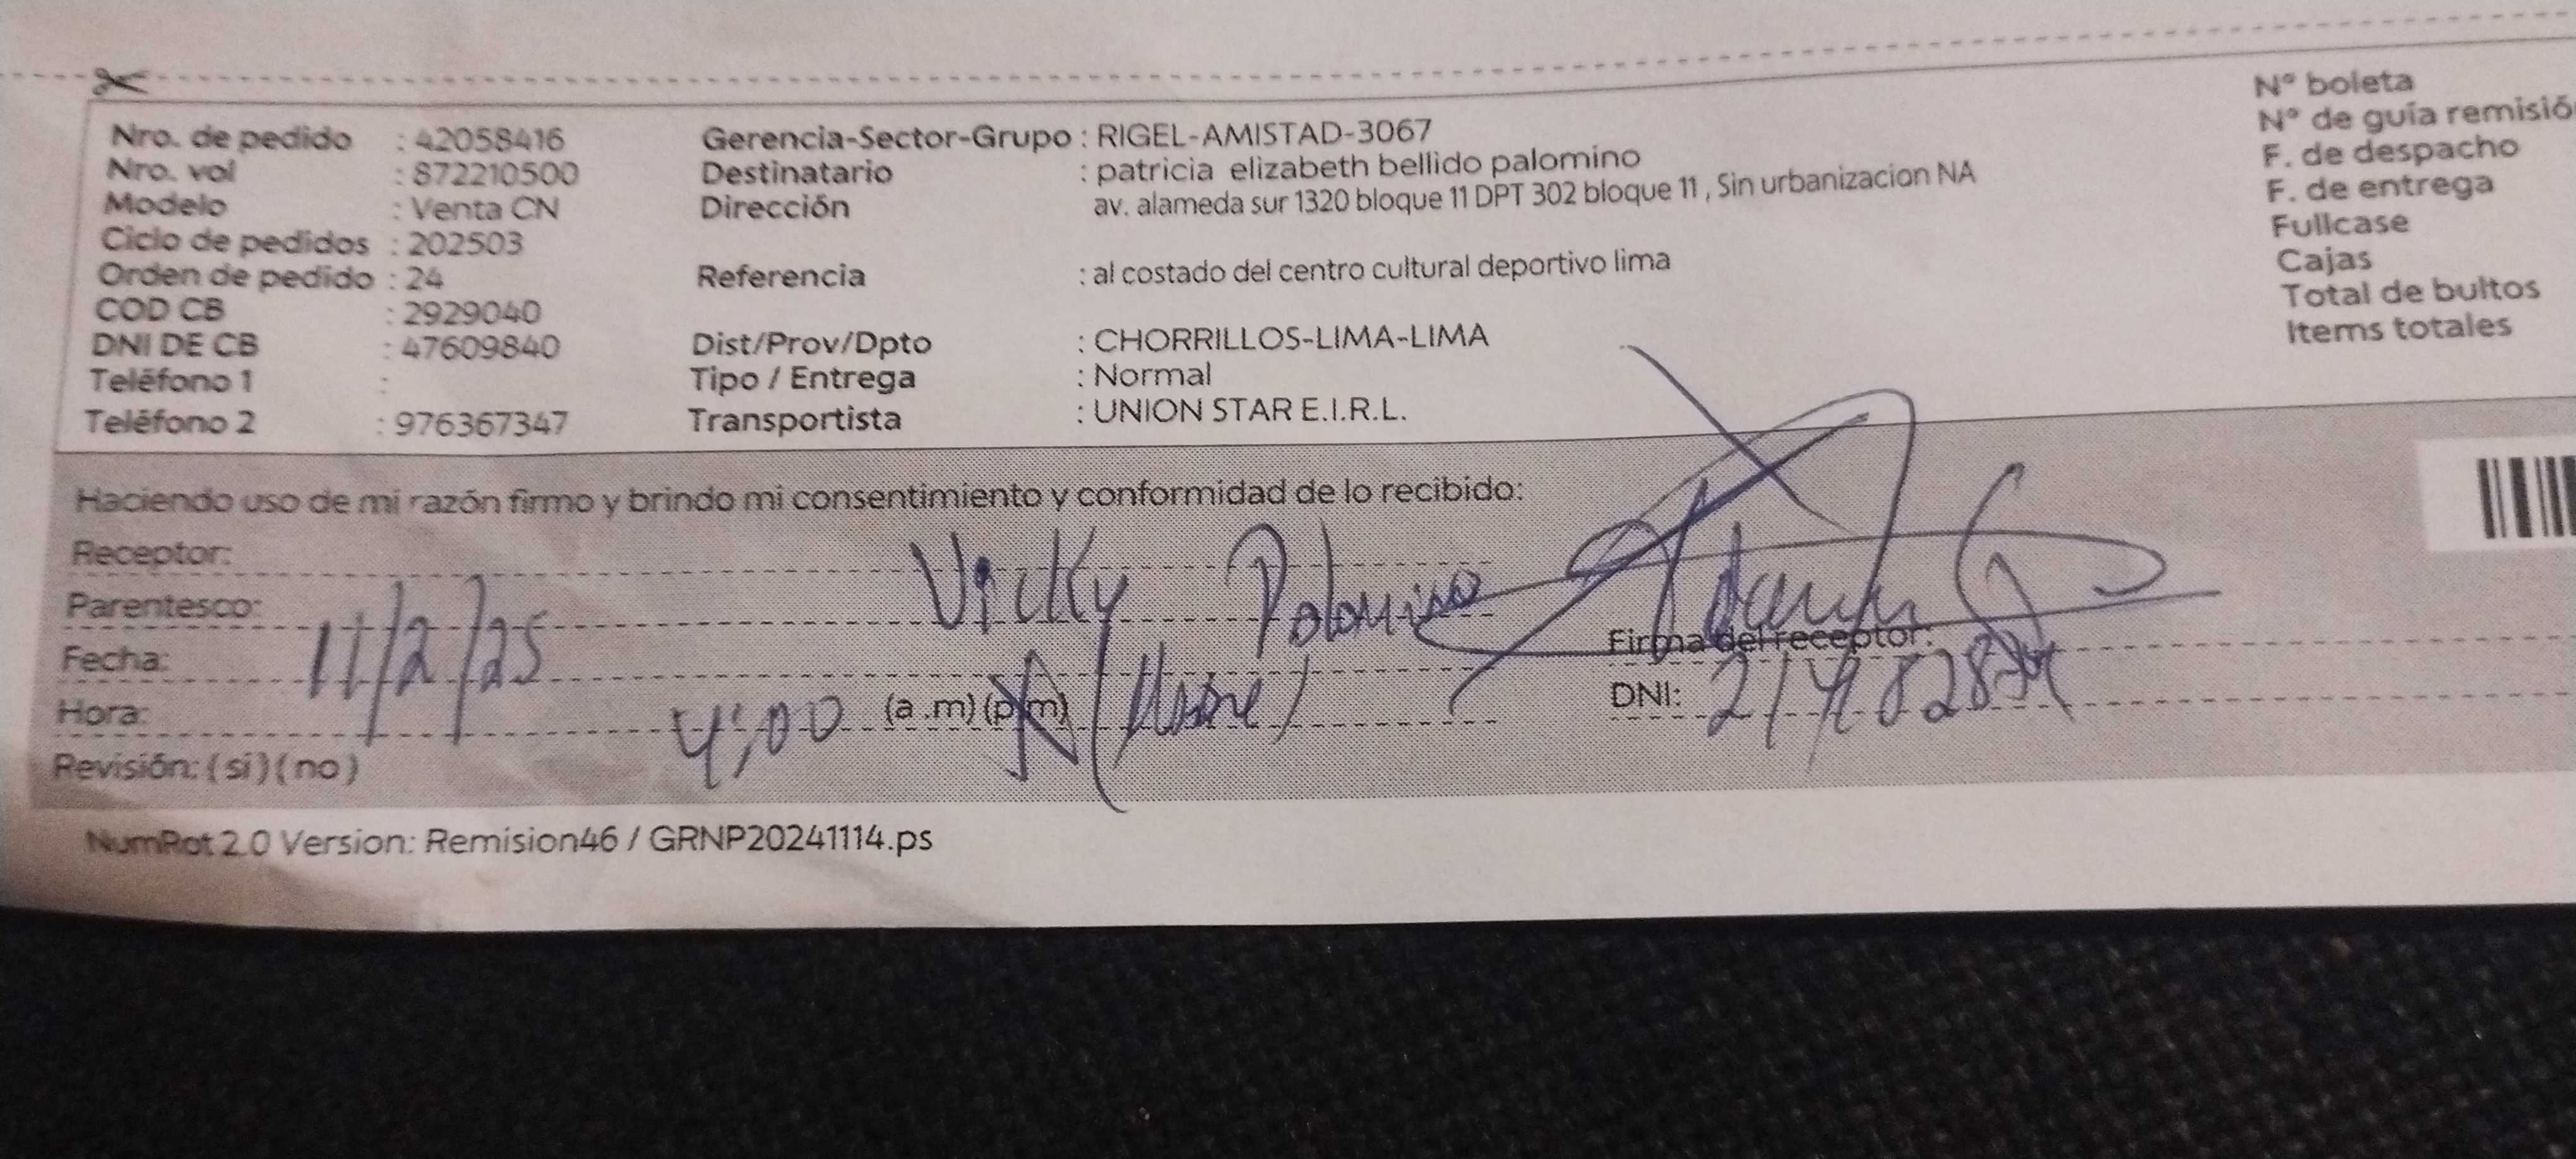 Nro. de pedido : 42058416 Gerencia-Sector-Grupo : RIGEL-AMISTAD-3067 N° boleta
Nro. vol : 872210500 Destinatario : patricia elizabeth bellido palomino N° de guía remisió
Modelo : Venta CN Dirección av. alameda sur 1320 bloque 11 DPT 302 bloque 11 , Sin urbanizacion NA F. de despacho
Ciclo de pedidos : 202503 F. de entrega
Orden de pedido : 24 Referencia : al costado del centro cultural deportivo lima Fullcase
COD CB : 2929040 Cajas
DNI DE CB : 47609840 Dist/Prov/Dpto : CHORRILLOS-LIMA-LIMA Total de bultos
Teléfono 1 : Tipo / Entrega : Normal Items totales
Teléfono 2 : 976367347 Transportista : UNION STAR E.I.R.L.
Haciendo uso de mi razón firmo y brindo mi consentimiento y conformidad de lo recibido:
Receptor: Vicky Palomino
Parentesco:
Firma del receptor:
Fecha: 11/2/25
DNI:
Hora: 4:00 (a .m) (p.m)
Revisión: ( si ) ( no )
NumRot 2.0 Version: Remision46 / GRNP20241114.ps